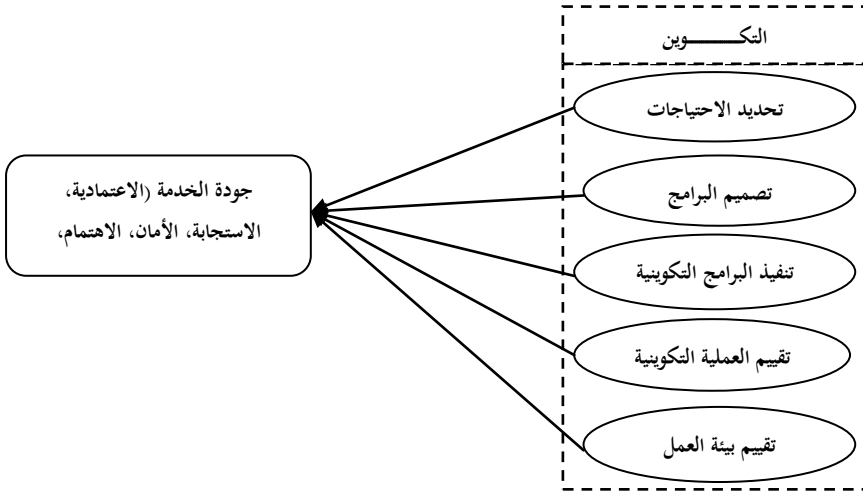 التكـــــــوين
تحديد الاحتياجات
تصميم البرامج
تنفيذ البرامج التكوينية
تقييم العملية التكوينية
تقييم بيئة العمل
جودة الخدمة (الاعتمادية،
الاستجابة، الأمان، الاهتمام،